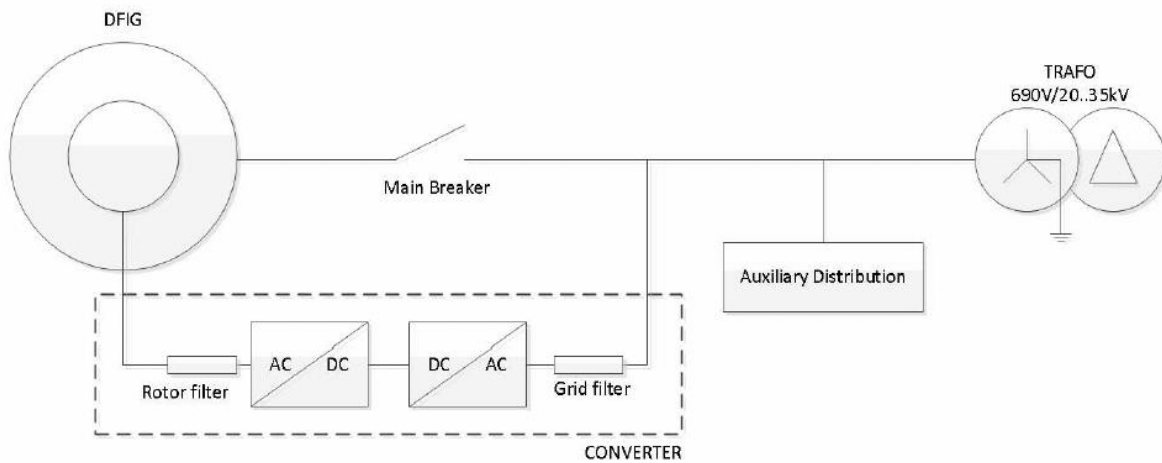 DFIG
TRAFO
690V/20..35kV
Main Breaker
Auxiliary Distribution
AC
DC
DC
AC
Rotor filter
Grid filter
CONVERTER